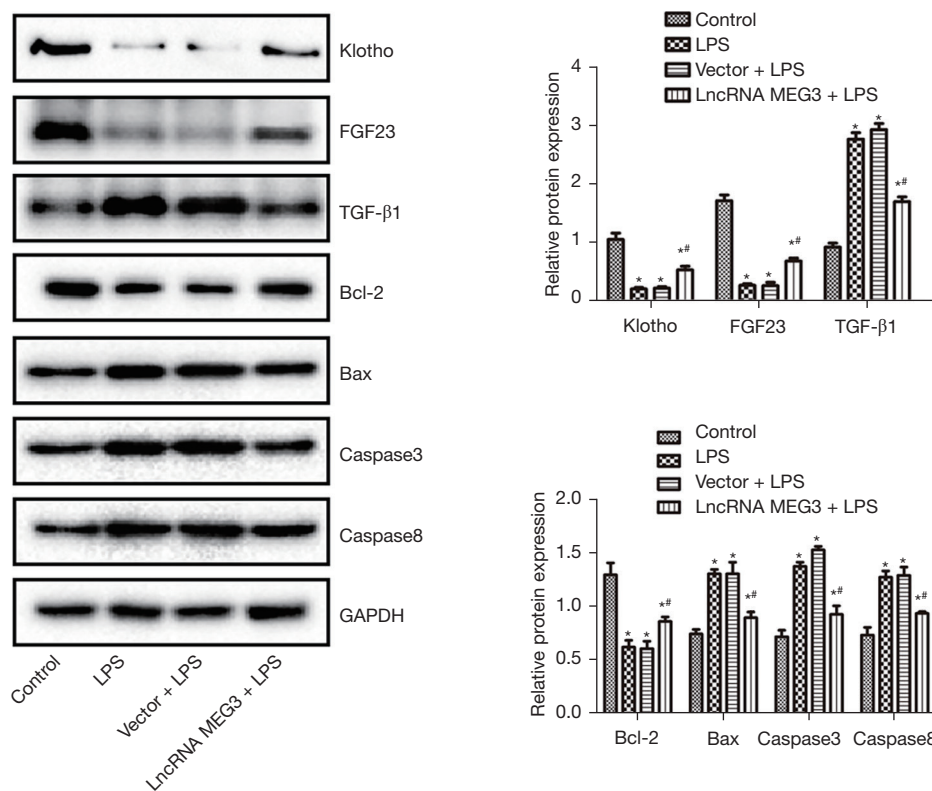 Klotho
FGF23
TGF-β1
Bcl-2
Bax
Caspase3
Caspase8
GAPDH
Control
LPS
Vector + LPS
LncRNA MEG3 + LPS
Control
LPS
Vector + LPS
LncRNA MEG3 + LPS
Relative protein expression
4
3
2
1
0
* * *#
* * *#
* * *#
Klotho FGF23 TGF-β1
Control
LPS
Vector + LPS
LncRNA MEG3 + LPS
Relative protein expression
2.0
1.5
1.0
0.5
0.0
* * *#
* * *#
* * *#
* * *#
Bcl-2 Bax Caspase3 Caspase8